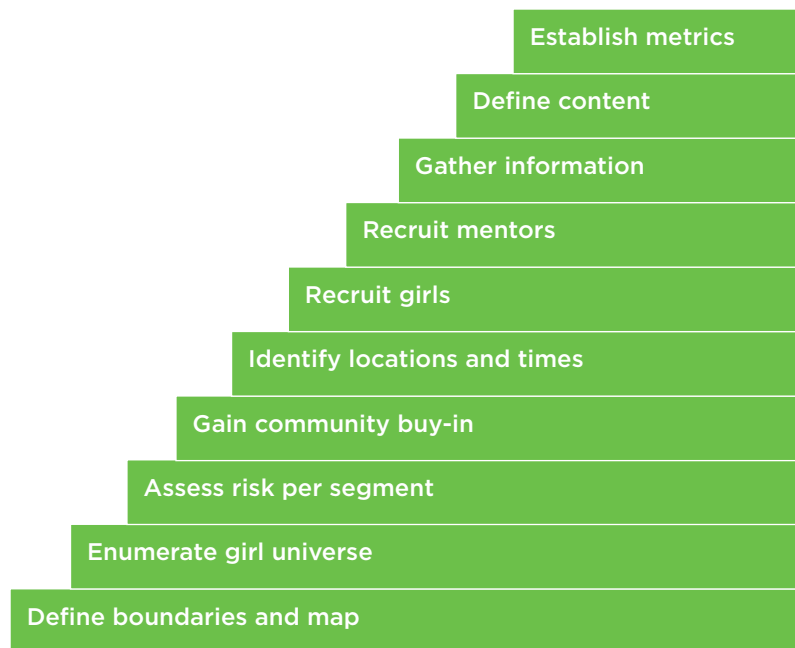 Establish metrics
Define content
Gather information
Recruit mentors
Recruit girls
Identify locations and times
Gain community buy-in
Assess risk per segment
Enumerate girl universe
Define boundaries and map